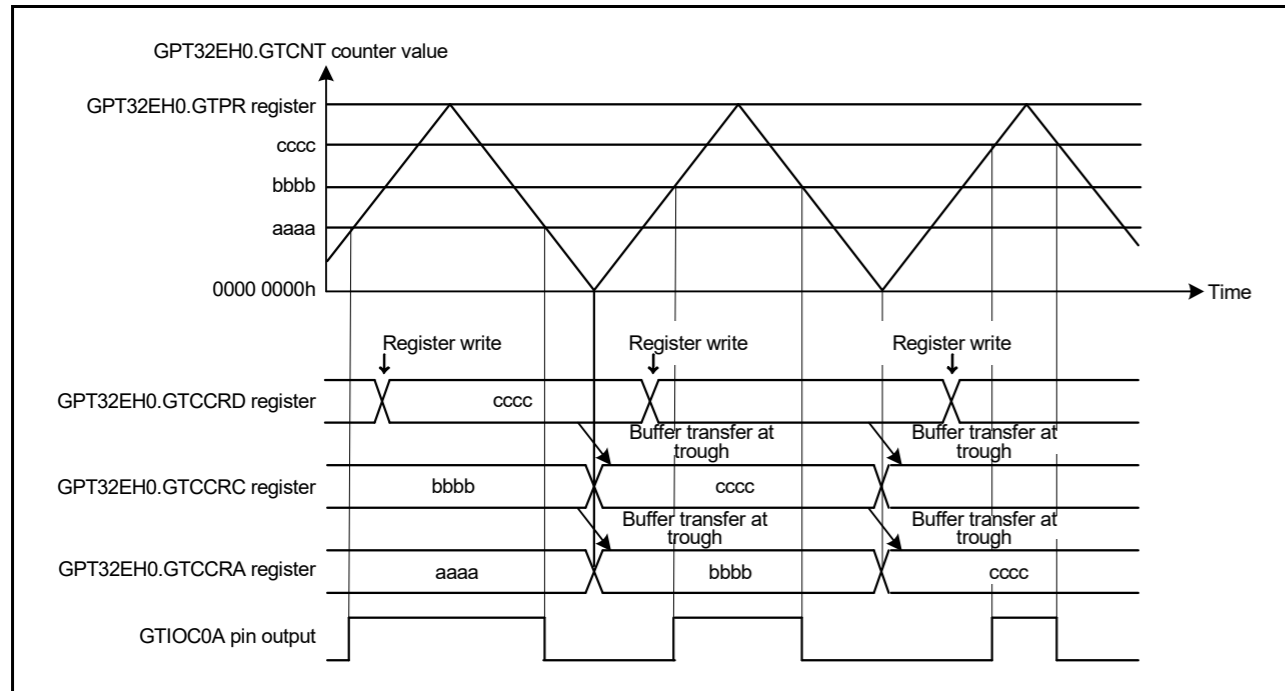 GPT32EH0.GTCNT counter value
GPT32EH0.GTPR register
cccc
bbbb
aaaa
0000 0000h
Time
Register write
Register write
Register write
GPT32EH0.GTCCRD register
cccc
Buffer transfer at
trough
Buffer transfer at
trough
GPT32EH0.GTCCRC register
bbbb
cccc
Buffer transfer at
trough
Buffer transfer at
trough
GPT32EH0.GTCCRA register
aaaa
bbbb
cccc
GTIOC0A pin output